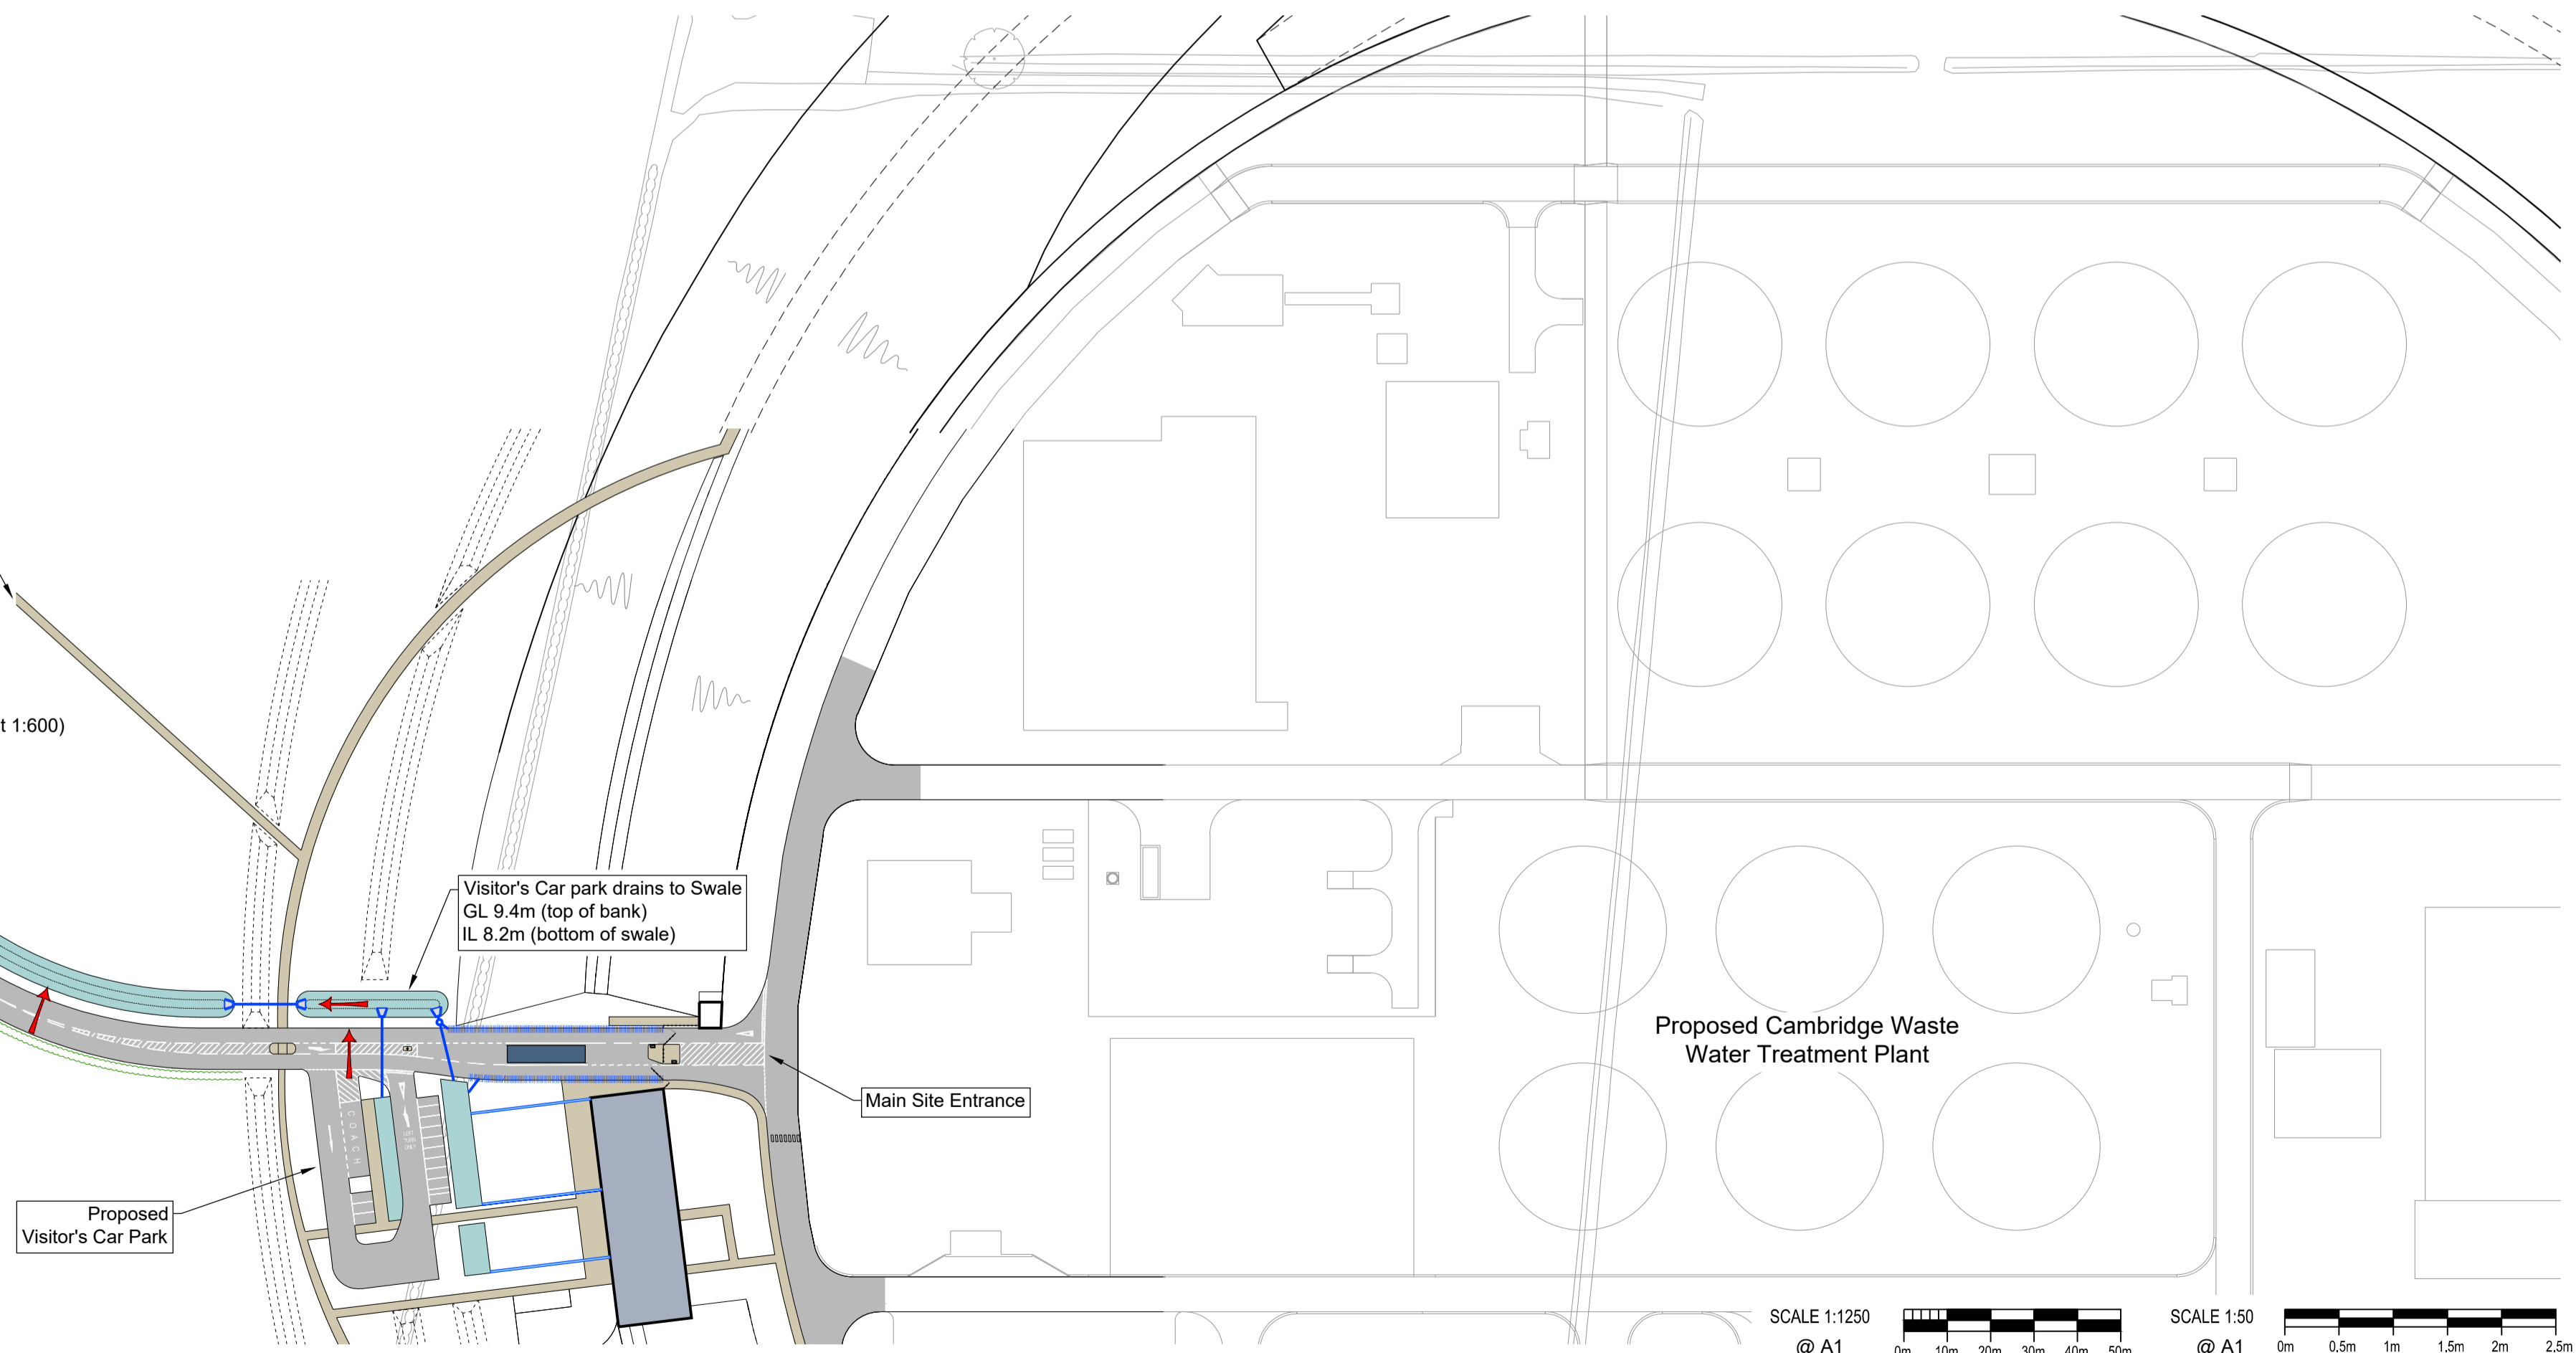 t 1:600)
Visitor's Car park drains to Swale
GL 9.4m (top of bank)
IL 8.2m (bottom of swale)
Proposed Cambridge Waste
Water Treatment Plant
Main Site Entrance
COACH
LEFT
TURN
ONLY
Proposed
Visitor's Car Park
SCALE 1:1250
@ A1
0m 10m 20m 30m 40m 50m
SCALE 1:50
@ A1
0m 0,5m 1m 1,5m 2m 2,5m